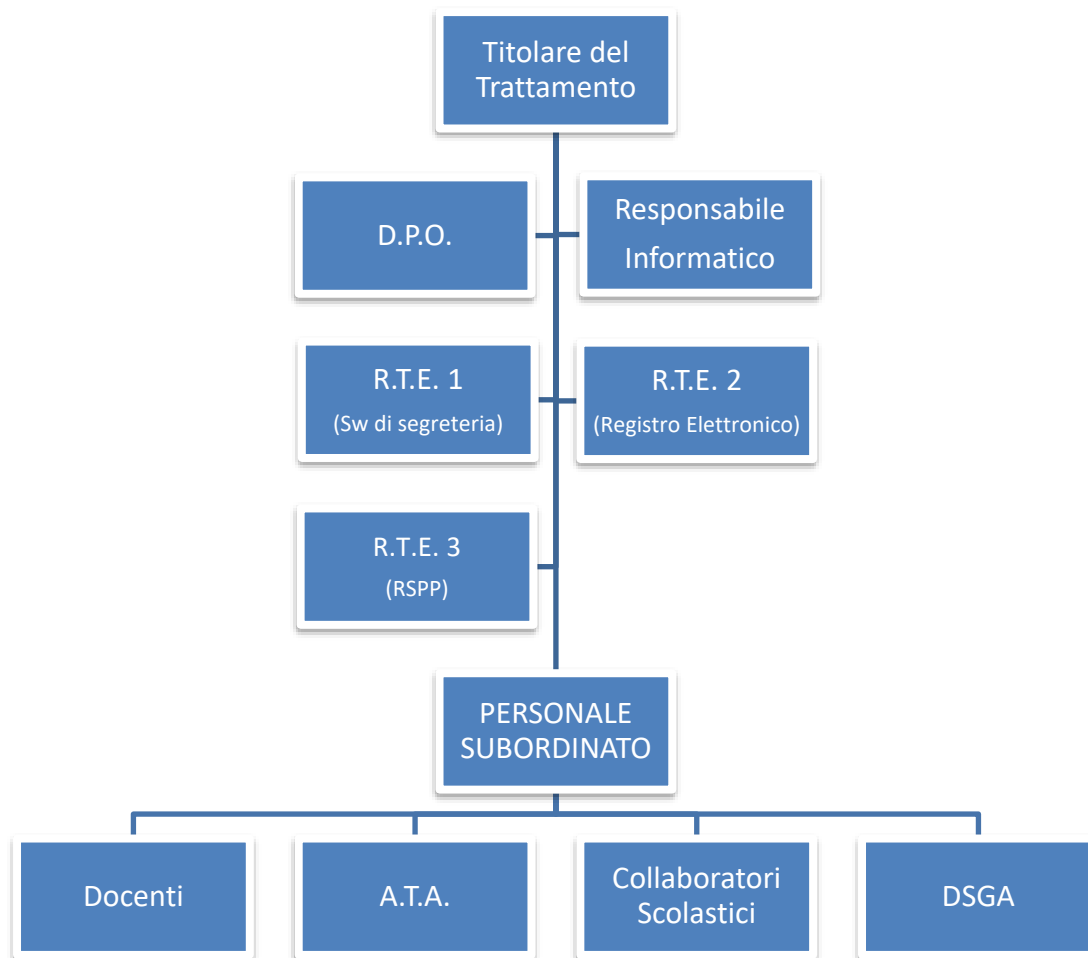 Titolare del
Trattamento
D.P.O.
Responsabile
Informatico
R.T.E. 1
(Sw di segreteria)
R.T.E. 2
(Registro Elettronico)
R.T.E. 3
(RSPP)
PERSONALE
SUBORDINATO
Docenti
A.T.A.
Collaboratori
Scolastici
DSGA